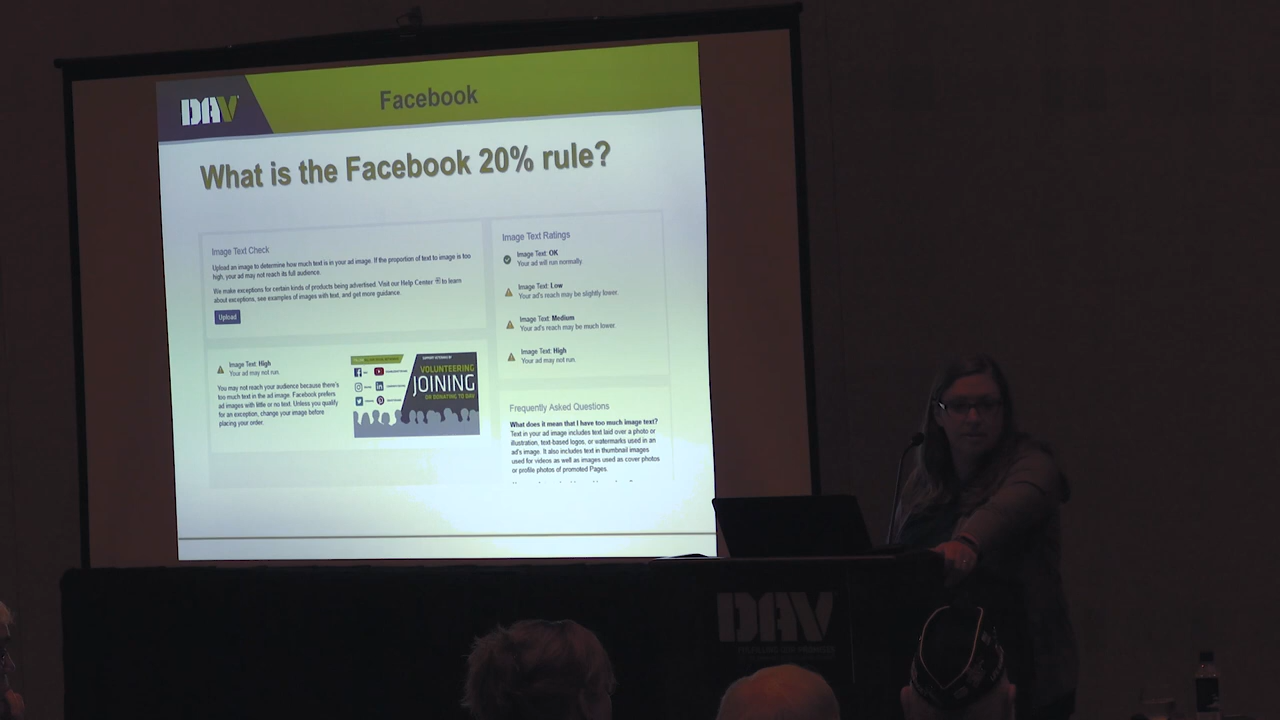 DAV
Facebook
What is the Facebook 20% rule?
Image Text Check
Upload an image to determine how much text is in your ad image. If the proportion of text to image is too
high, your ad may not reach its full audience.
We make exceptions for certain kinds of products being advertised. Visit our Help Center to learn
about exceptions, see examples of images with text, and get more guidance.
Upload
Image Text: High
Your ad may not run.
You may not reach your audience because there's
too much text in the ad image. Facebook prefers
ad images with little or no text. Unless you qualify
for an exception, change your image before
placing your order.
VOLUNTEERING
JOINING
OR DONATING TO DAV
Image Text Ratings
Image Text: OK
Your ad will run normally.
Image Text: Low
Your ad's reach may be slightly lower.
Image Text: Medium
Your ad's reach may be much lower.
Image Text: High
Your ad may not run.
Frequently Asked Questions
What does it mean that I have too much image text?
Text in your ad image includes text laid over a photo or
illustration, text-based logos, or watermarks used in an
ad's image. It also includes text in thumbnail images
used for videos as well as images used as cover photos
or profile photos of promoted Pages.
DAV